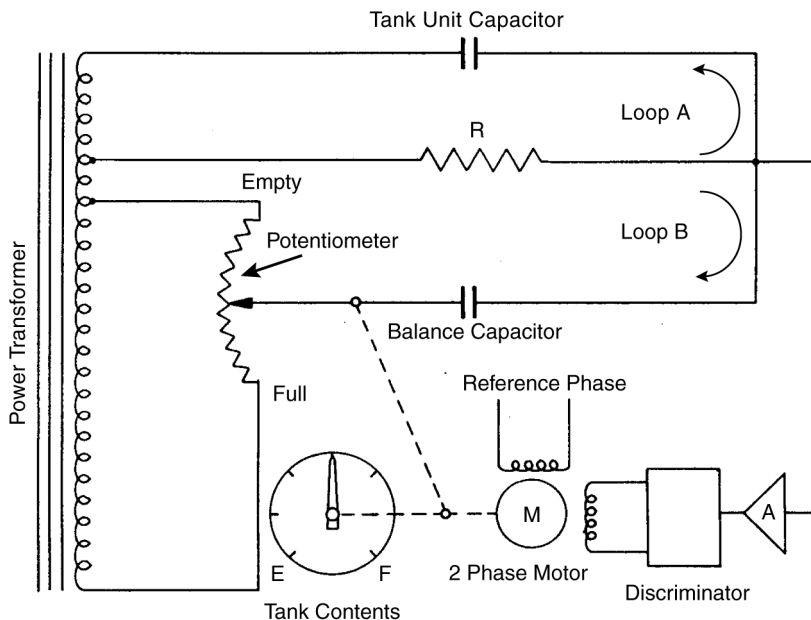 Tank Unit Capacitor
Loop A
R
Empty
Potentiometer
Loop B
Power Transformer
Balance Capacitor
Reference Phase
Full
M
A
E
F
2 Phase Motor
Discriminator
Tank Contents